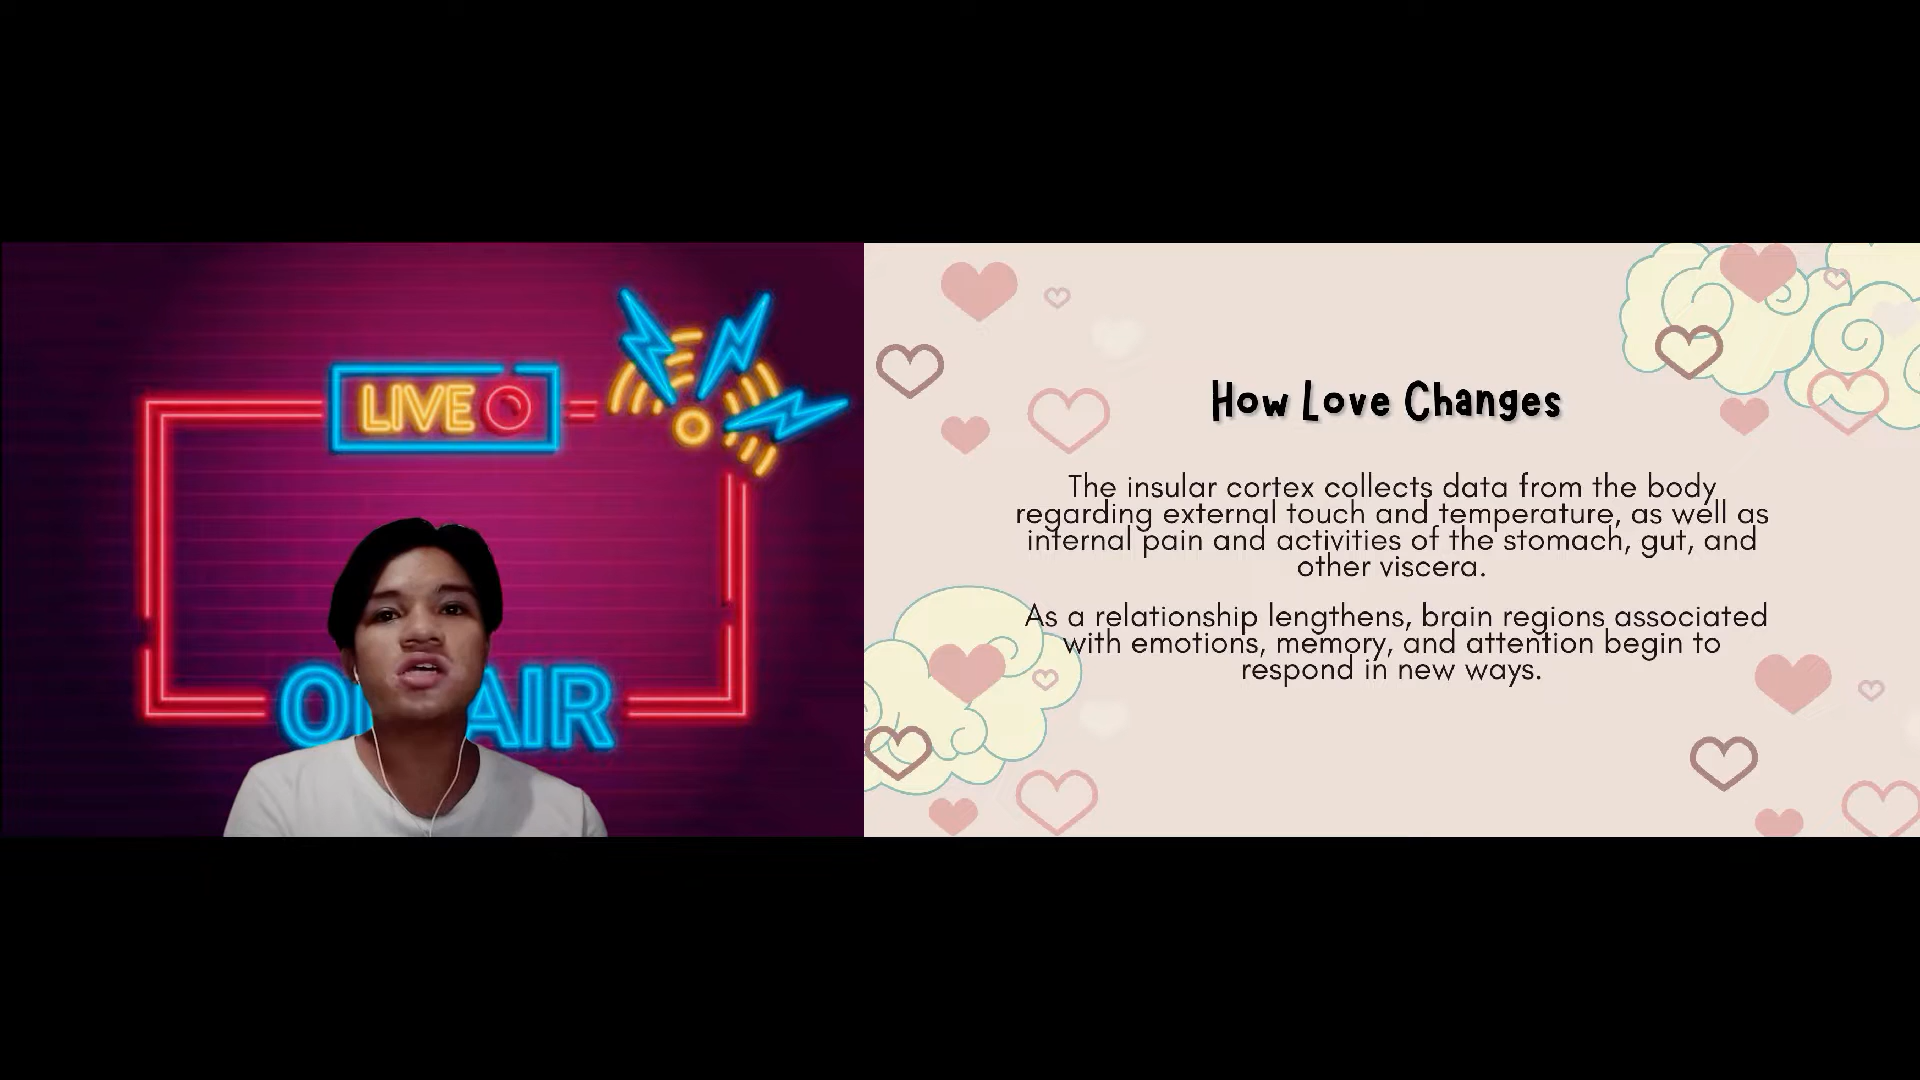 LIVE
ON AIR
How Love Changes
The insular cortex collects data from the body
regarding external touch and temperature, as well as
internal pain and activities of the stomach, gut, and
other viscera.
As a relationship lengthens, brain regions associated
with emotions, memory, and attention begin to
respond in new ways.